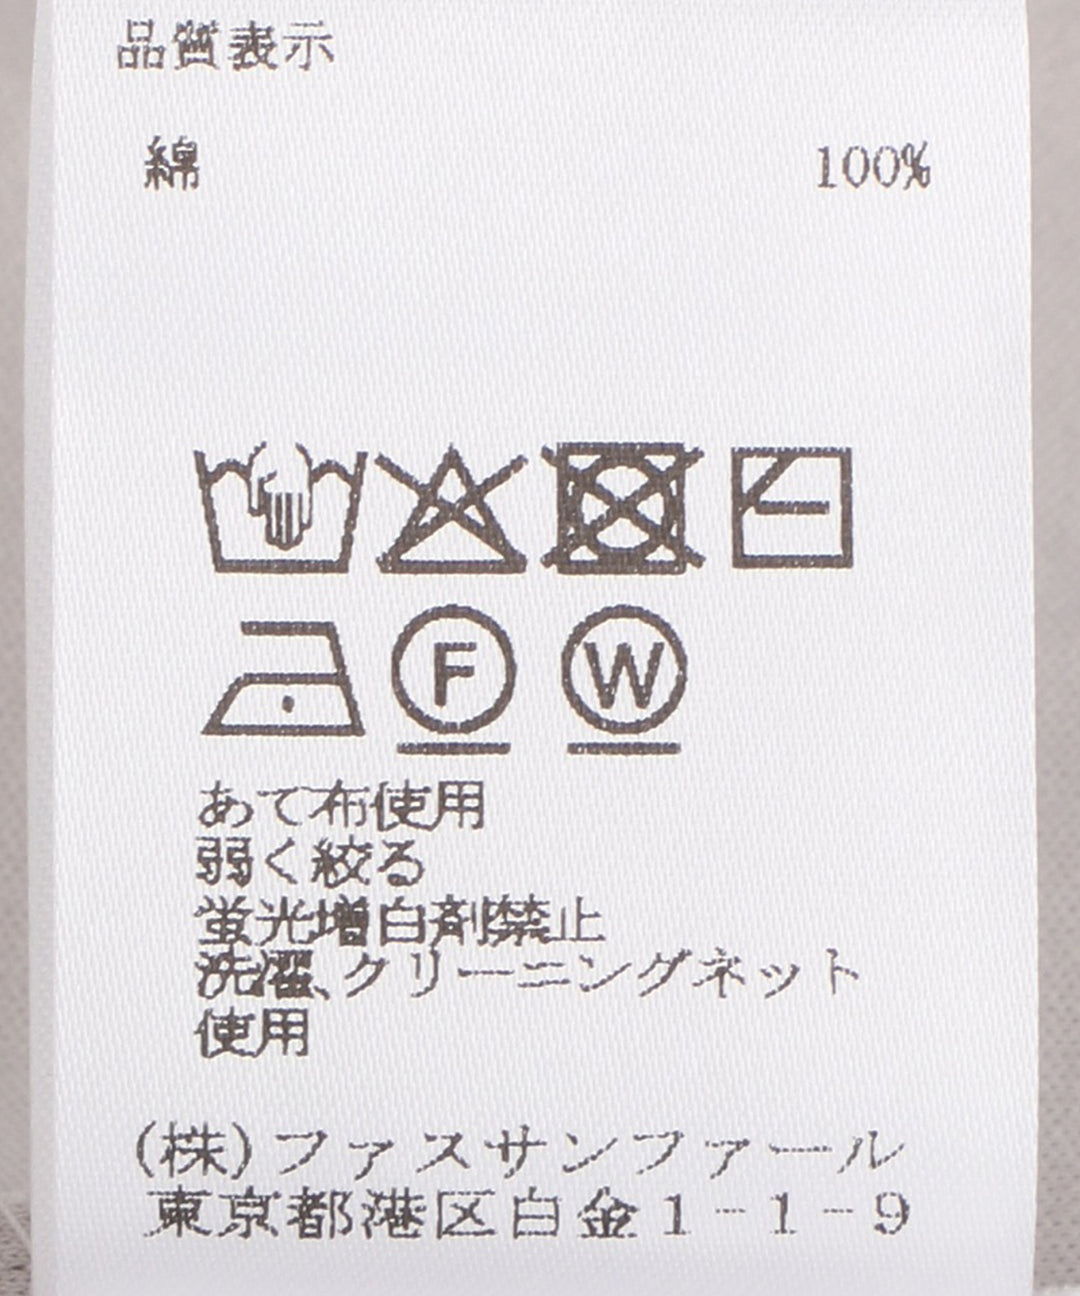 品質表示
綿 100%
F W
あて布使用
弱く絞る
蛍光増白剤禁止
洗濯、クリーニングネット
使用
(株)ファスサンファール
東京都港区白金1-1-9